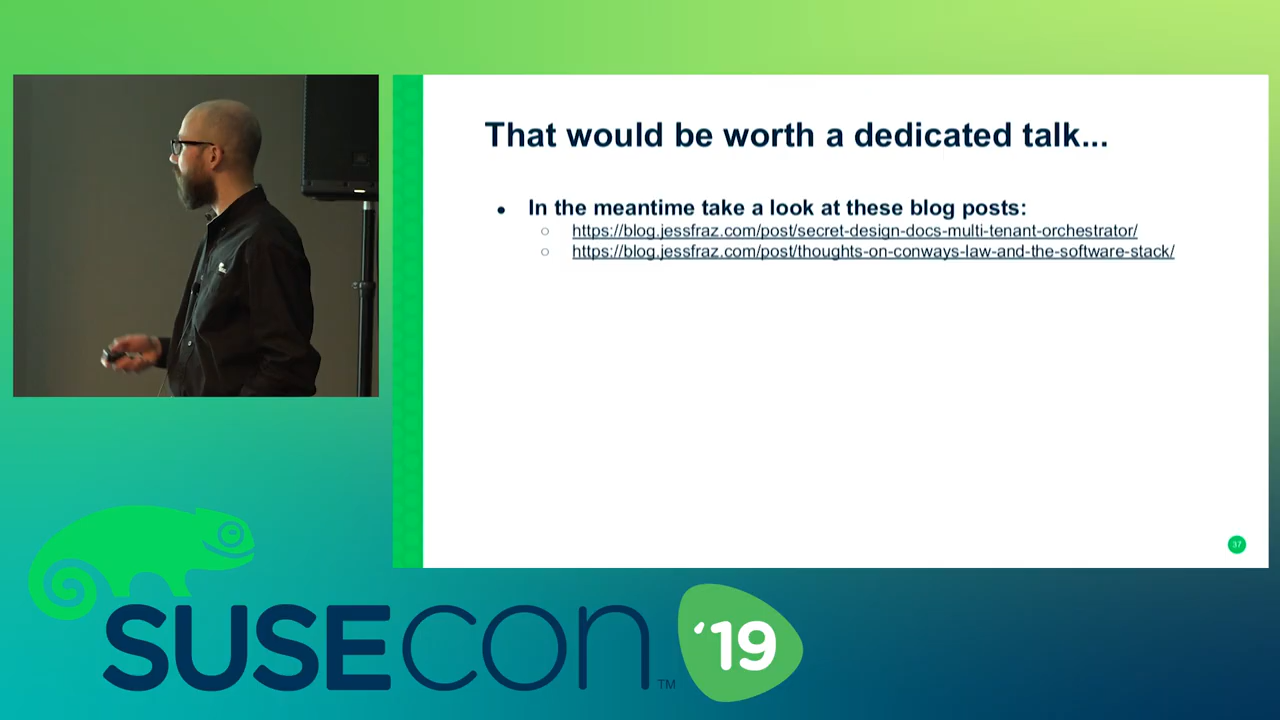 That would be worth a dedicated talk...
● In the meantime take a look at these blog posts:
○ https://blog.jessfraz.com/post/secret-design-docs-multi-tenant-orchestrator/
○ https://blog.jessfraz.com/post/thoughts-on-conways-law-and-the-software-stack/
37
SUSECON™ '19